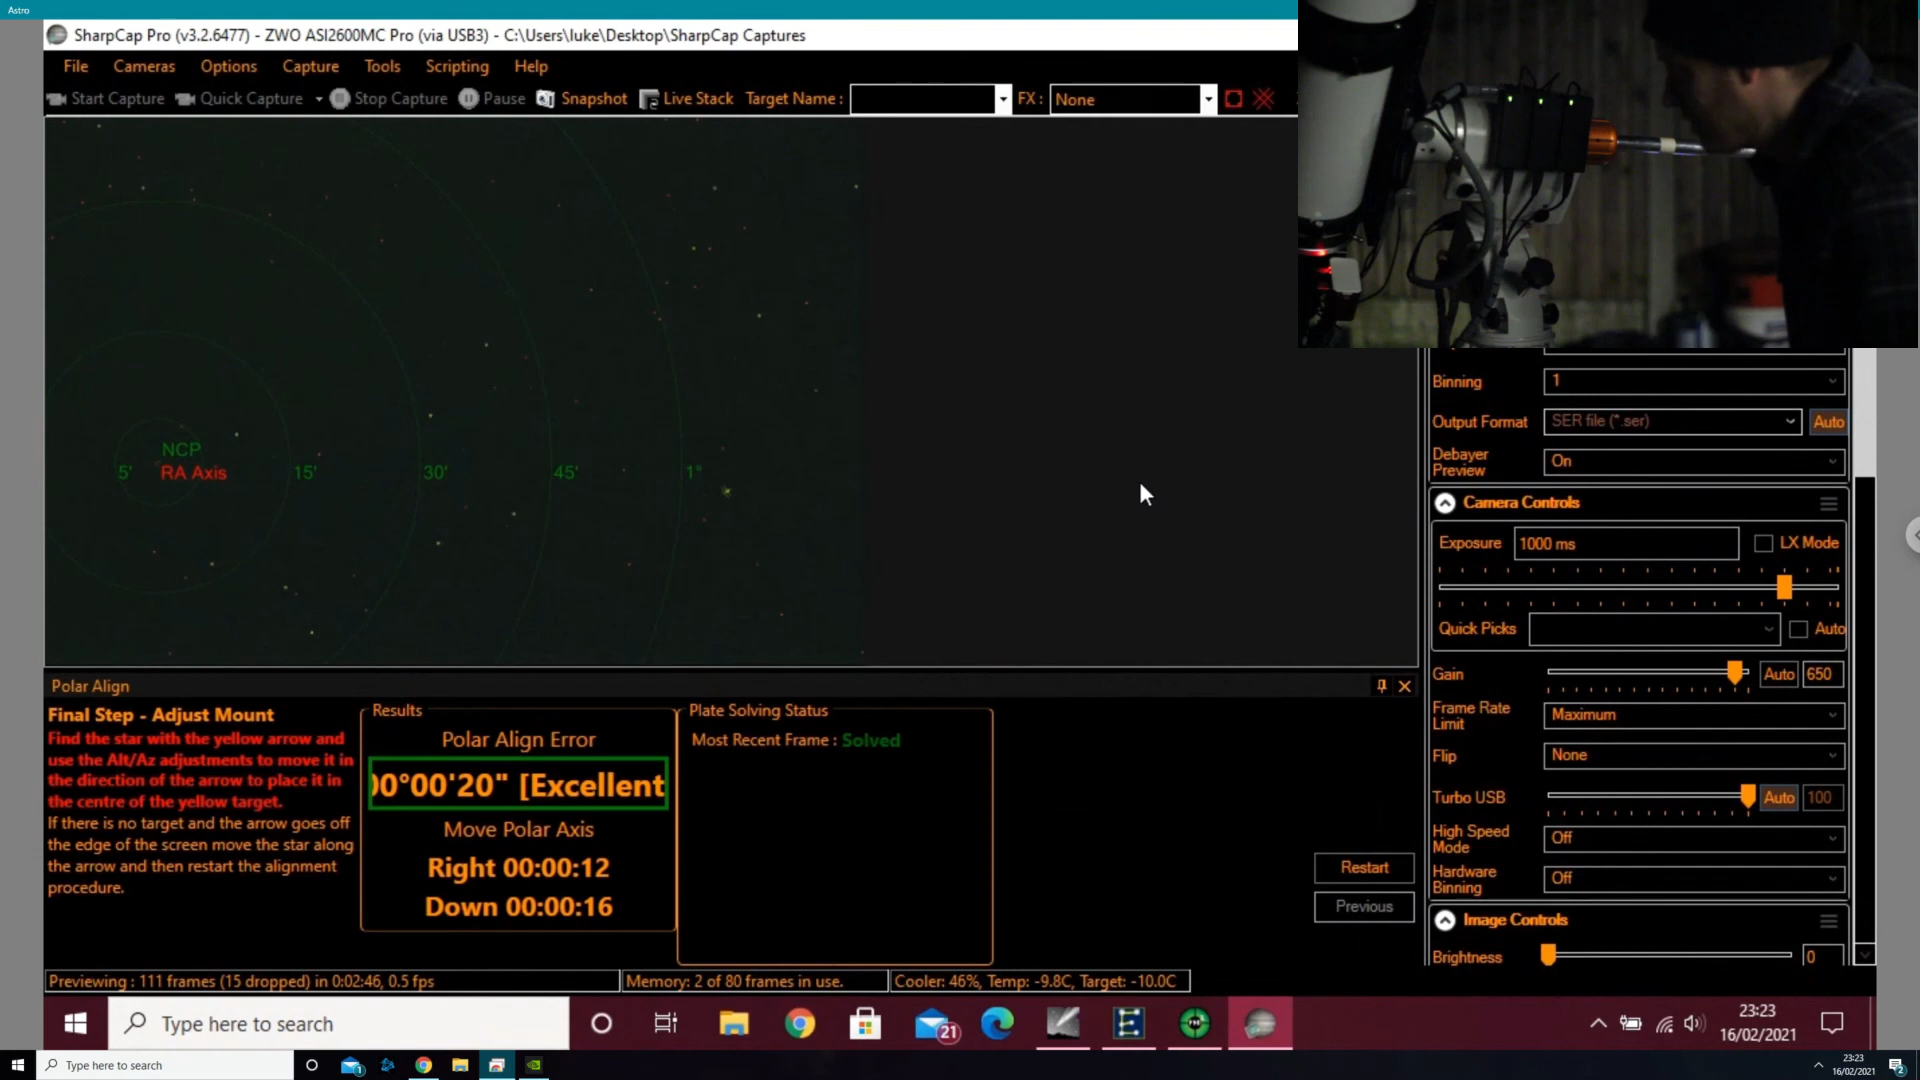 Astro
SharpCap Pro (v3.2.6477) - ZWO ASI2600MC Pro (via USB3) - C:\Users\luke\Desktop\SharpCap Captures
File Cameras Options Capture Tools Scripting Help
Start Capture Quick Capture Stop Capture Pause Snapshot Live Stack Target Name : FX : None
NCP
5' RA Axis 15' 30' 45' 1°
Binning 1
Output Format SER file (*.ser) Auto
Debayer Preview On
Camera Controls
Exposure 1000 ms LX Mode
Quick Picks Auto
Gain Auto 650
Frame Rate Limit Maximum
Flip None
Turbo USB Auto 100
High Speed Mode Off
Hardware Binning Off
Image Controls
Brightness 0
Polar Align
Final Step - Adjust Mount
Find the star with the yellow arrow and
use the Alt/Az adjustments to move it in
the direction of the arrow to place it in
the centre of the yellow target.
If there is no target and the arrow goes off
the edge of the screen move the star along
the arrow and then restart the alignment
procedure.
Results
Polar Align Error
00°00'20" [Excellent
Move Polar Axis
Right 00:00:12
Down 00:00:16
Plate Solving Status
Most Recent Frame : Solved
Restart
Previous
Previewing : 111 frames (15 dropped) in 0:02:46, 0.5 fps
Memory: 2 of 80 frames in use.
Cooler: 46%, Temp: -9.8C, Target: -10.0C
Type here to search
21
23:23
16/02/2021
Type here to search
1
23:23
16/02/2021
2